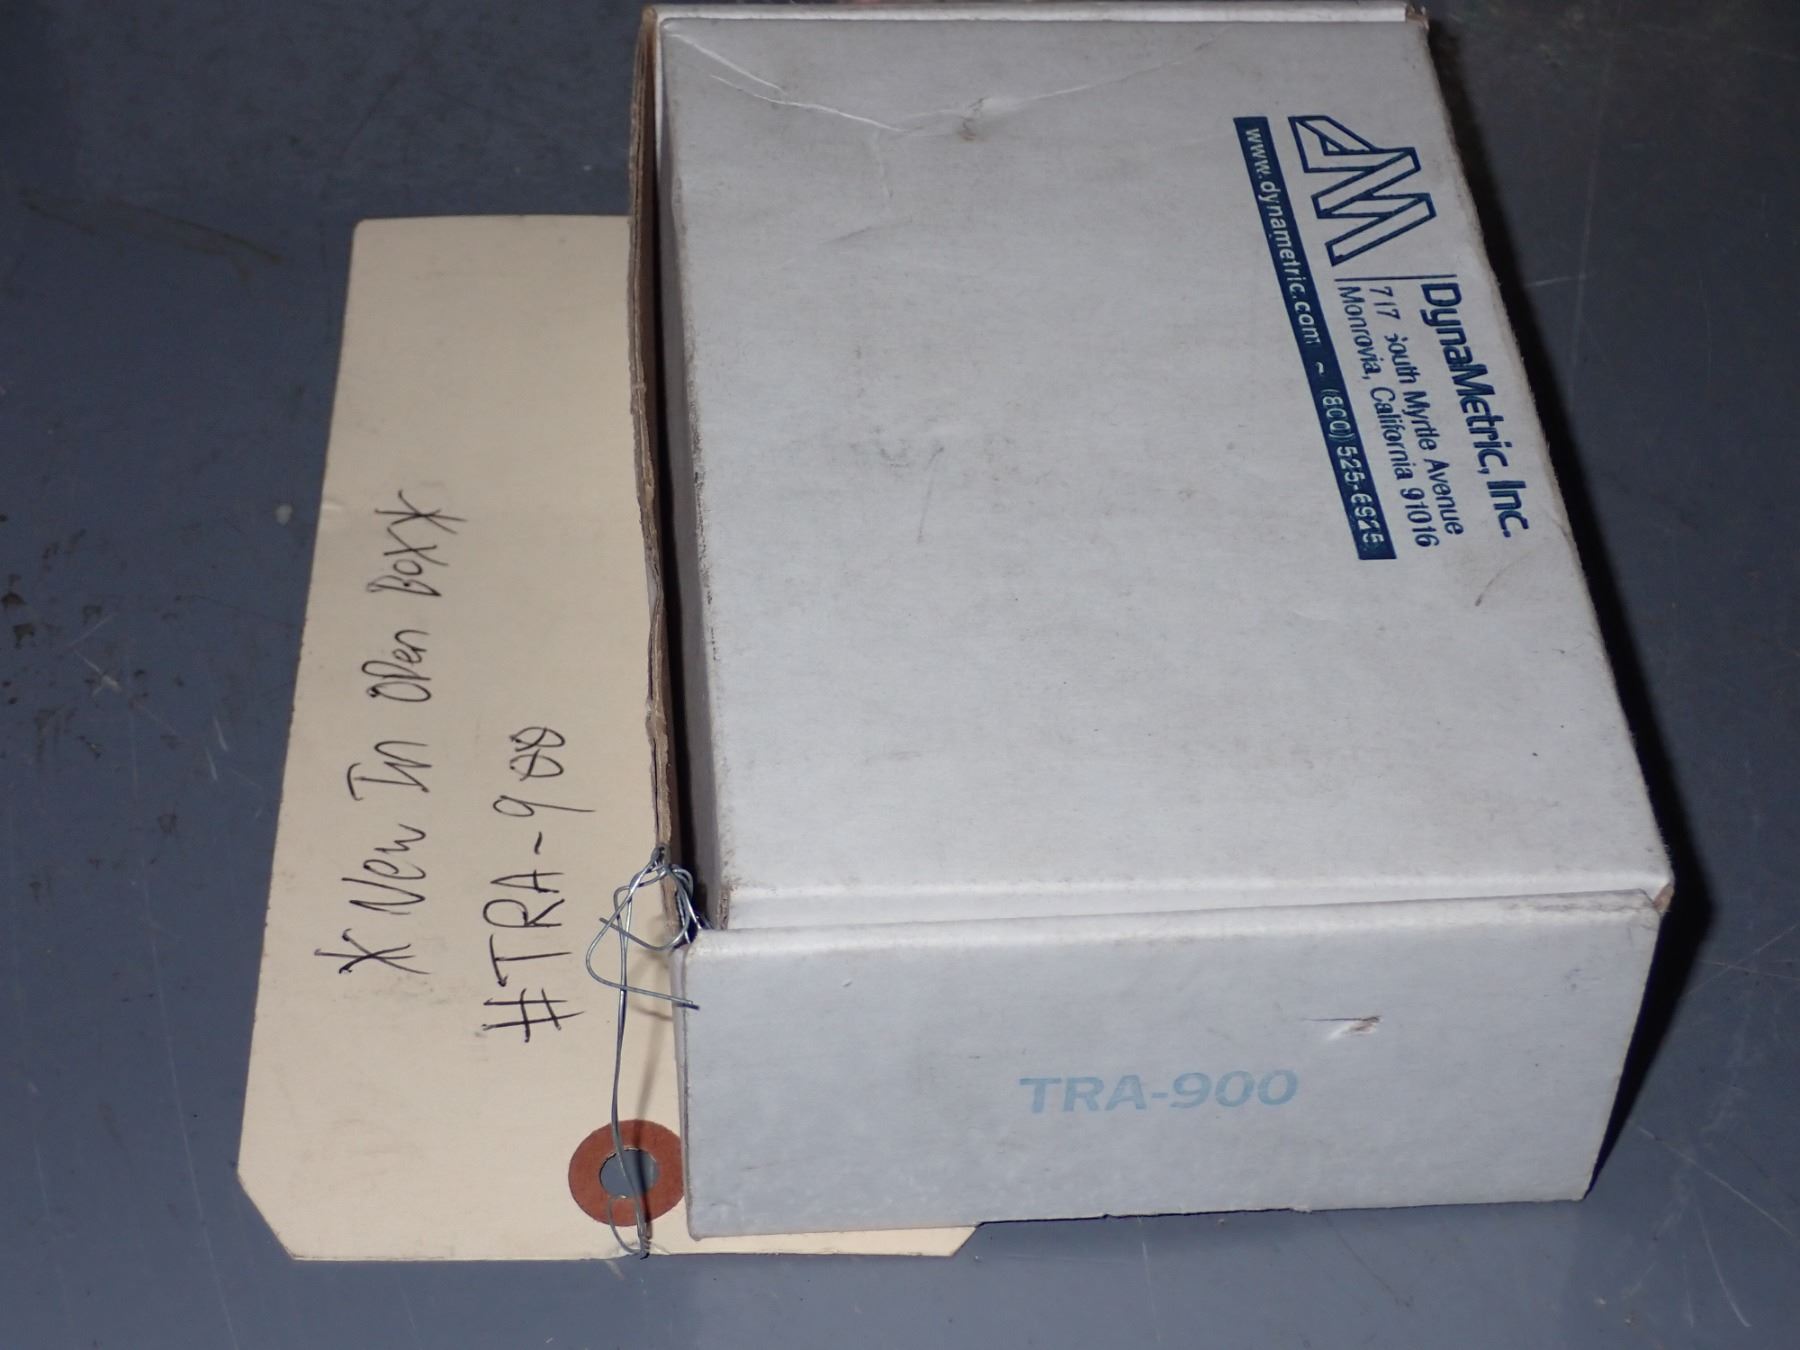 DynaMetric, Inc.
717 South Myrtle Avenue
Monrovia, California 91016
www.dynametric.com ~ (800) 525-6925
TRA-900
* New In Open Box *
#TRA-900